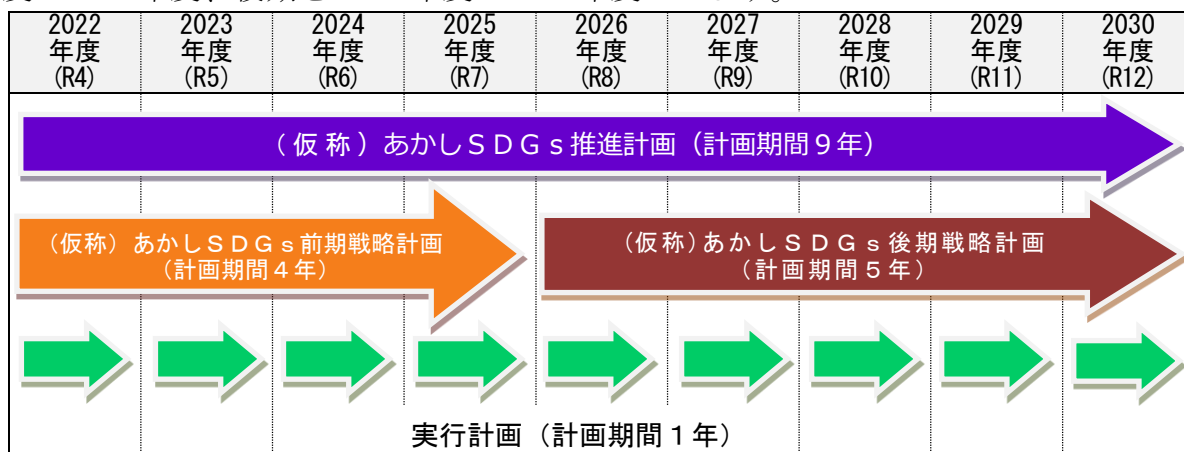 2022 2023 2024 2025 2026 2027 2028 2029 2030
年度 年度 年度 年度 年度 年度 年度 年度 年度
(R4) (R5) (R6) (R7) (R8) (R9) (R10) (R11) (R12)
（仮称）あかしＳＤＧｓ推進計画（計画期間９年）
（仮称）あかしＳＤＧｓ前期戦略計画
（計画期間４年）
（仮称）あかしＳＤＧｓ後期戦略計画
（計画期間５年）
実行計画（計画期間１年）